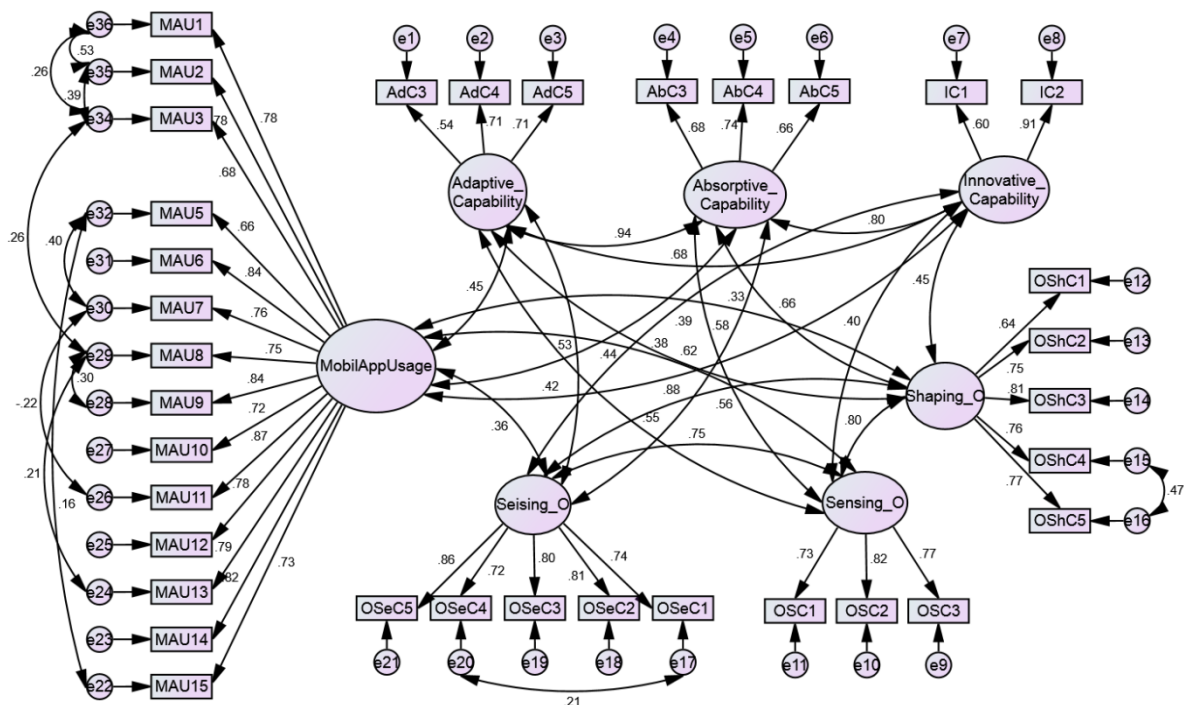 e36 MAU1
.53
.26
e35 MAU2
.39
e34 MAU3
.78
.78
.68
e1 e2 e3
AdC3 AdC4 AdC5
.54 .71 .71
Adaptive_
Capability
e4 e5 e6
AbC3 AbC4 AbC5
.68 .74 .66
Absorptive_
Capability
e7 e8
IC1 IC2
.60 .91
Innovative_
Capability
e32 MAU5
.66
.26
.40
e31 MAU6
.84
e30 MAU7
.76
e29 MAU8
.75
.30
e28 MAU9
.84
-.22
e27 MAU10
.72
.21
e26 MAU11
.87
.16
e25 MAU12
.78
e24 MAU13
.79
e23 MAU14
.82
e22 MAU15
.73
MobilAppUsage
.94
.80
.68
.45
.45
.33
.66
.39
.58
.40
.53
.44
.38
.62
.42
.88
.55
.56
.80
.36
.75
Shaping_O
OShC1 e12
.64
OShC2 e13
.75
OShC3 e14
.81
OShC4 e15
.76
.47
OShC5 e16
.77
Seising_O
.86 .72 .80 .81 .74
OSeC5 OSeC4 OSeC3 OSeC2 OSeC1
e21 e20 e19 e18 e17
.21
Sensing_O
.73 .82 .77
OSC1 OSC2 OSC3
e11 e10 e9